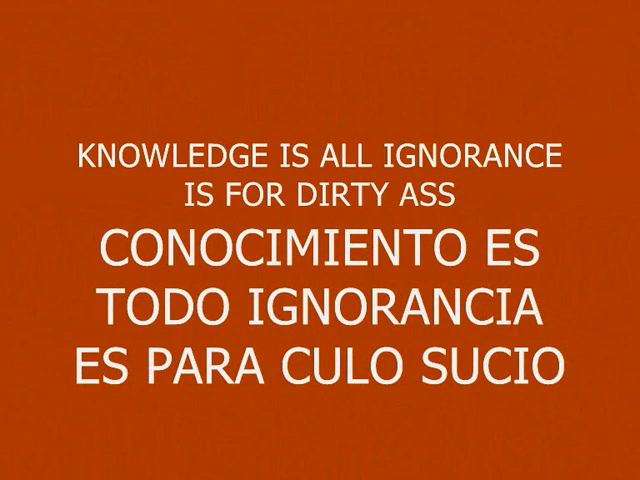 KNOWLEDGE IS ALL IGNORANCE
IS FOR DIRTY ASS
CONOCIMIENTO ES
TODO IGNORANCIA
ES PARA CULO SUCIO